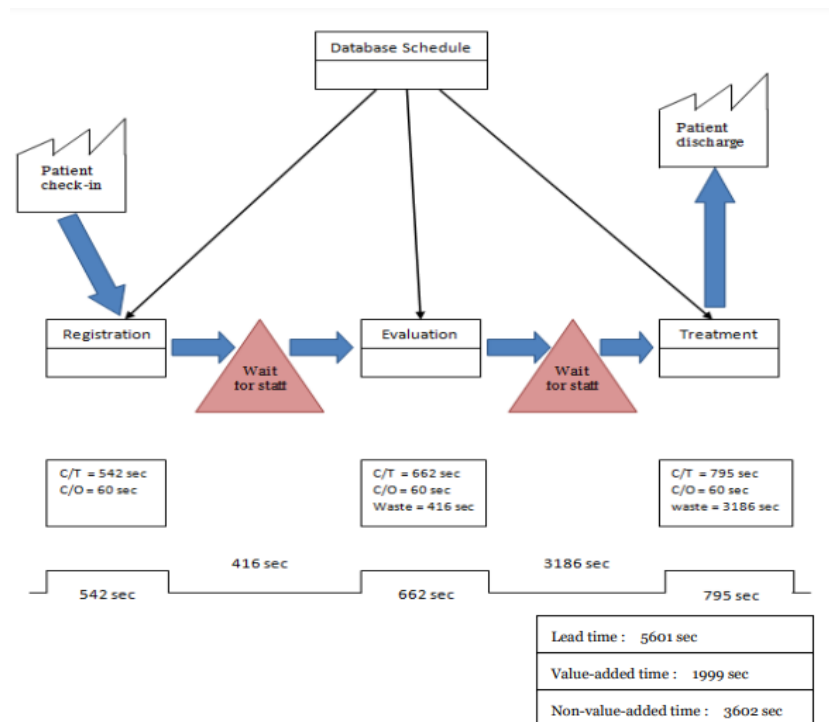 Database Schedule
Patient
check-in
Patient
discharge
Registration
Wait
for staff
Evaluation
Wait
for staff
Treatment
C/T = 542 sec
C/O = 60 sec
C/T = 662 sec
C/O = 60 sec
Waste = 416 sec
C/T = 795 sec
C/O = 60 sec
waste = 3186 sec
416 sec
3186 sec
542 sec
662 sec
795 sec
Lead time : 5601 sec
Value-added time : 1999 sec
Non-value-added time : 3602 sec